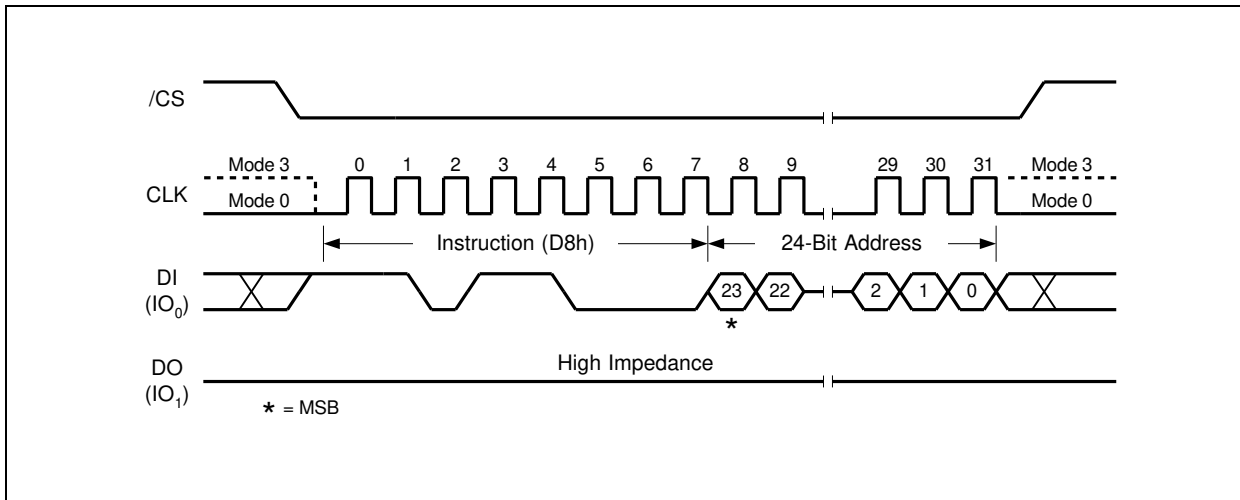 /CS
Mode 3 0 1 2 3 4 5 6 7 8 9 29 30 31 Mode 3
CLK
Mode 0 Mode 0
Instruction (D8h) 24-Bit Address
DI
(IO₀)
23 22 2 1 0
*
High Impedance
DO
(IO₁)
* = MSB